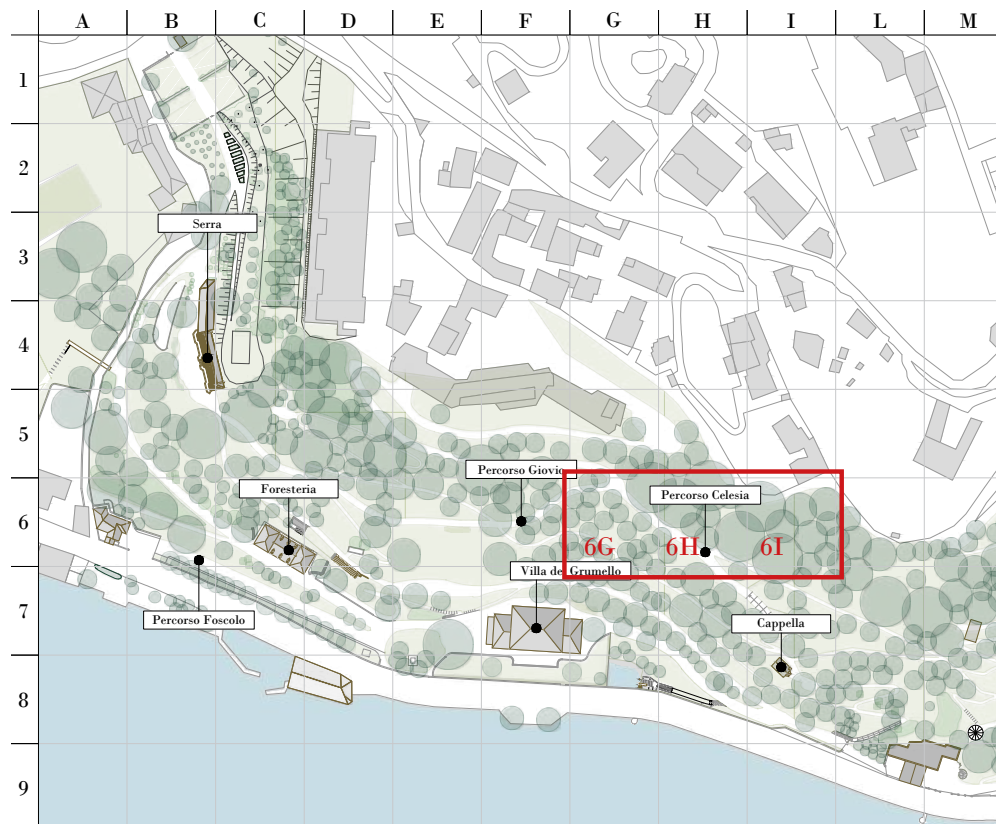 A B C D E F G H I L M
1
2
Serra
3
4
5
Percorso Giovio
Foresteria
Percorso Celesia
6
6G 6H 6I
Villa del Grumello
7
Percorso Foscolo
Cappella
8
9